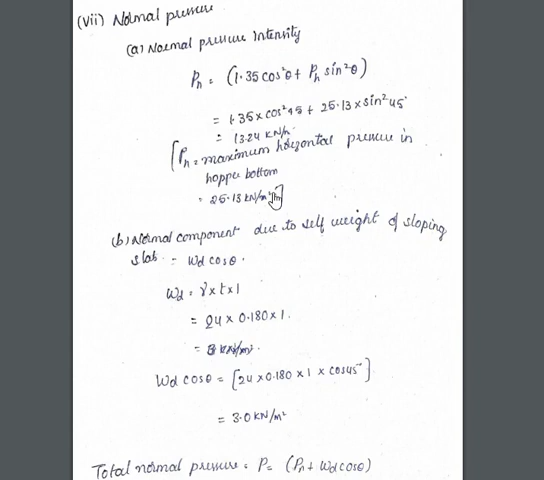 (vii) Normal pressure
(a) Normal pressure Intensity
Pn = (1.35 cos²θ + Ph sin²θ)
= 1.35 x cos²45 + 25.13 x sin²45
= 13.24 KN/m
[Ph = maximum horizontal pressure in
hopper bottom
= 25.13 KN/m²]
(b) Normal component due to self weight of sloping
slab = Wd cosθ.
Wd = γ x t x 1
= 24 x 0.180 x 1.
Wd cosθ = [24 x 0.180 x 1 x cos45°]
= 3.0 KN/m²
Total normal pressure = P = (Pn + Wd cosθ)